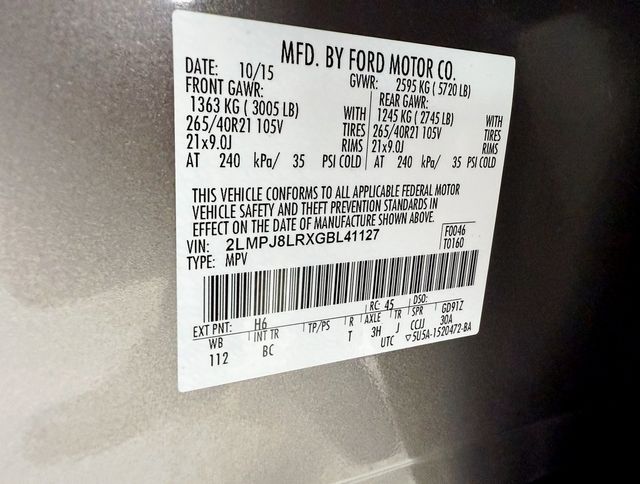 MFD. BY FORD MOTOR CO.
DATE: 10/15 GVWR: 2595 KG ( 5720 LB)
FRONT GAWR: REAR GAWR:
1363 KG ( 3005 LB) WITH 1245 KG ( 2745 LB) WITH
265/40R21 105V TIRES 265/40R21 105V TIRES
21x9.0J RIMS 21x9.0J RIMS
AT 240 kPa/ 35 PSI COLD AT 240 kPa/ 35 PSI COLD
THIS VEHICLE CONFORMS TO ALL APPLICABLE FEDERAL MOTOR
VEHICLE SAFETY AND THEFT PREVENTION STANDARDS IN
EFFECT ON THE DATE OF MANUFACTURE SHOWN ABOVE.
VIN: 2LMPJ8LRXGBL41127 F0046
TYPE: MPV T0160
EXT PNT: H6 RC: 45 DSO:
WB INT TR TP/PS R AXLE TR SPR GD91Z
112 BC T 3H J CCJJ 30A
UTC ▽5U5A-1520472-BA